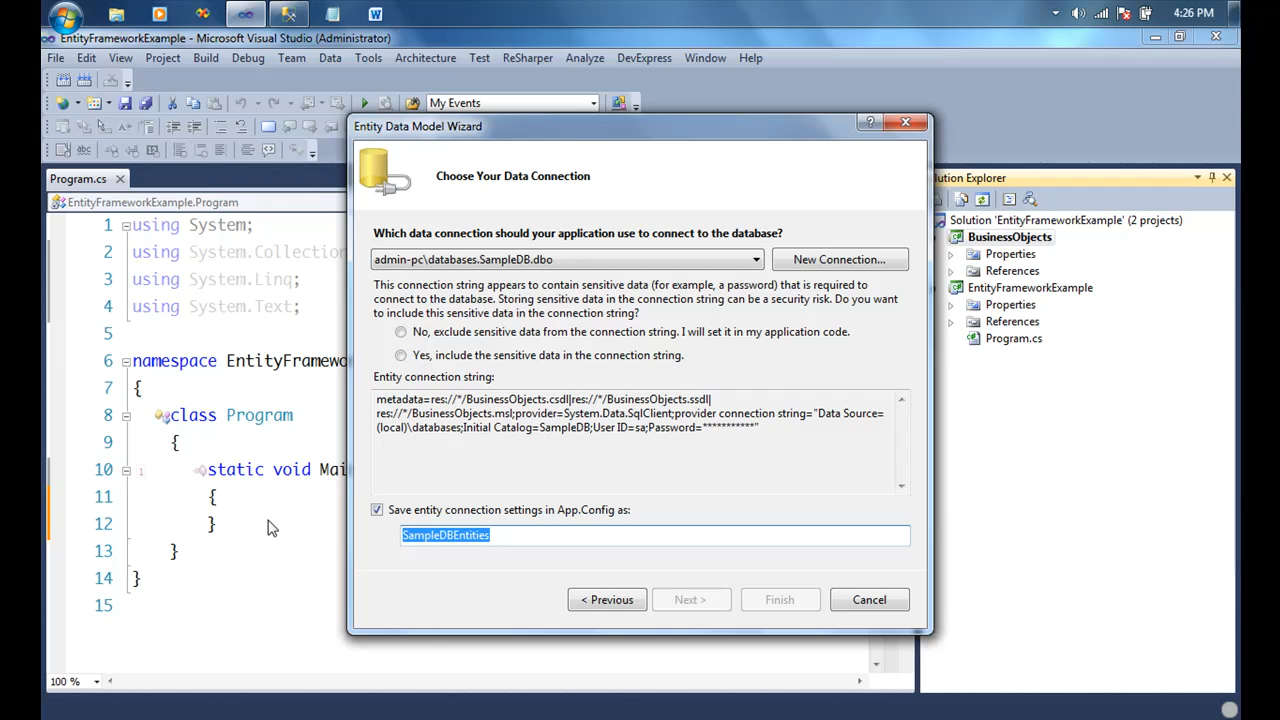 4:26 PM
EntityFrameworkExample - Microsoft Visual Studio (Administrator)
File Edit View Project Build Debug Team Data Tools Architecture Test ReSharper Analyze DevExpress Window Help
My Events
Entity Data Model Wizard
Program.cs
Solution Explorer
Choose Your Data Connection
EntityFrameworkExample.Program
Solution 'EntityFrameworkExample' (2 projects)
BusinessObjects
Properties
References
EntityFrameworkExample
Properties
References
Program.cs
1 using System;
2 using System.Collection
3 using System.Linq;
4 using System.Text;
5
6 namespace EntityFramewo
7 {
8 class Program
9 {
10 static void Mai
11 {
12 }
13 }
14 }
15
100 %
Which data connection should your application use to connect to the database?
admin-pc\databases.SampleDB.dbo
New Connection...
This connection string appears to contain sensitive data (for example, a password) that is required to
connect to the database. Storing sensitive data in the connection string can be a security risk. Do you want
to include this sensitive data in the connection string?
No, exclude sensitive data from the connection string. I will set it in my application code.
Yes, include the sensitive data in the connection string.
Entity connection string:
metadata=res://*/BusinessObjects.csdl|res://*/BusinessObjects.ssdl|
res://*/BusinessObjects.msl;provider=System.Data.SqlClient;provider connection string="Data Source=
(local)\databases;Initial Catalog=SampleDB;User ID=sa;Password=***********"
Save entity connection settings in App.Config as:
SampleDBEntities
< Previous Next > Finish Cancel